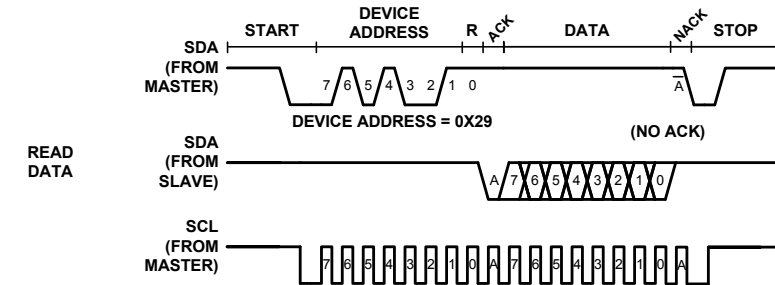 START DEVICE ADDRESS R ACK DATA NACK STOP
SDA (FROM MASTER)
7 6 5 4 3 2 1 0 A
DEVICE ADDRESS = 0X29
(NO ACK)
READ DATA
SDA (FROM SLAVE)
A 7 6 5 4 3 2 1 0
SCL (FROM MASTER)
7 6 5 4 3 2 1 0 A 7 6 5 4 3 2 1 0 A